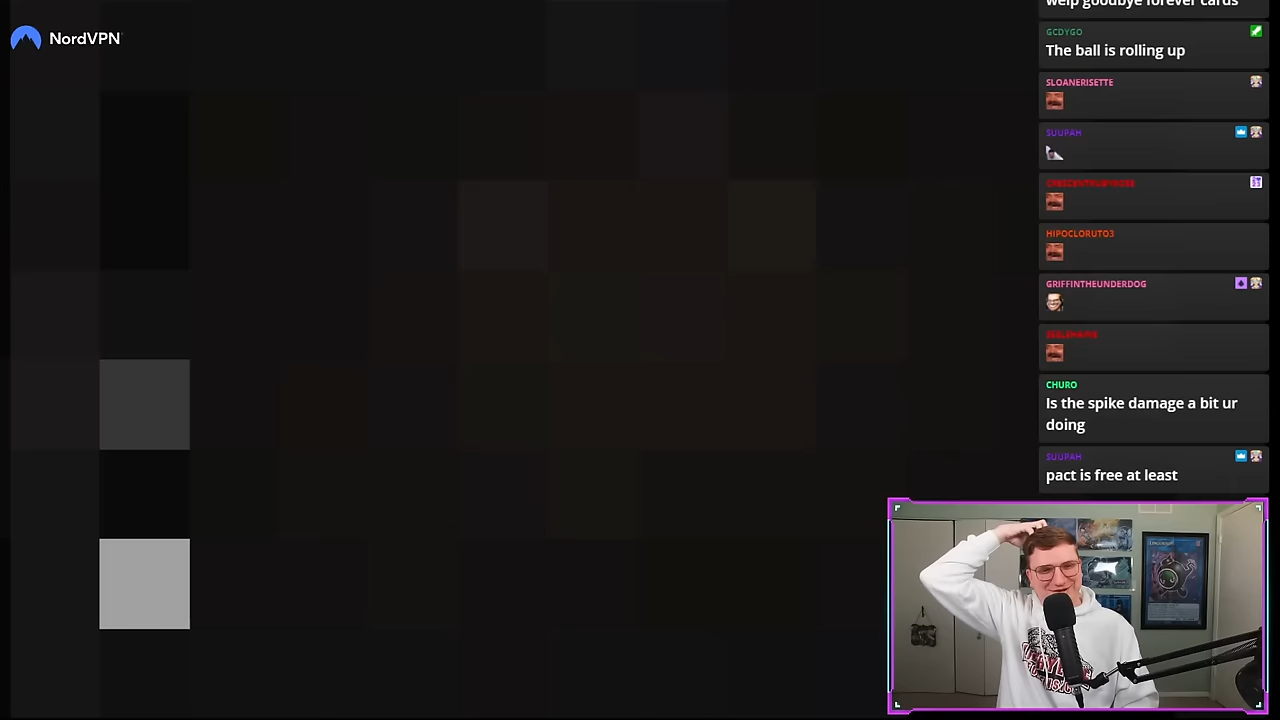 NordVPN
welp goodbye forever cards
GCDYGO
The ball is rolling up
SLOANERISETTE
SUUPAH
HIPOCLORUTO3
GRIFFINTHEUNDERDOG
CHURO
Is the spike damage a bit ur
doing
SUUPAH
pact is free at least